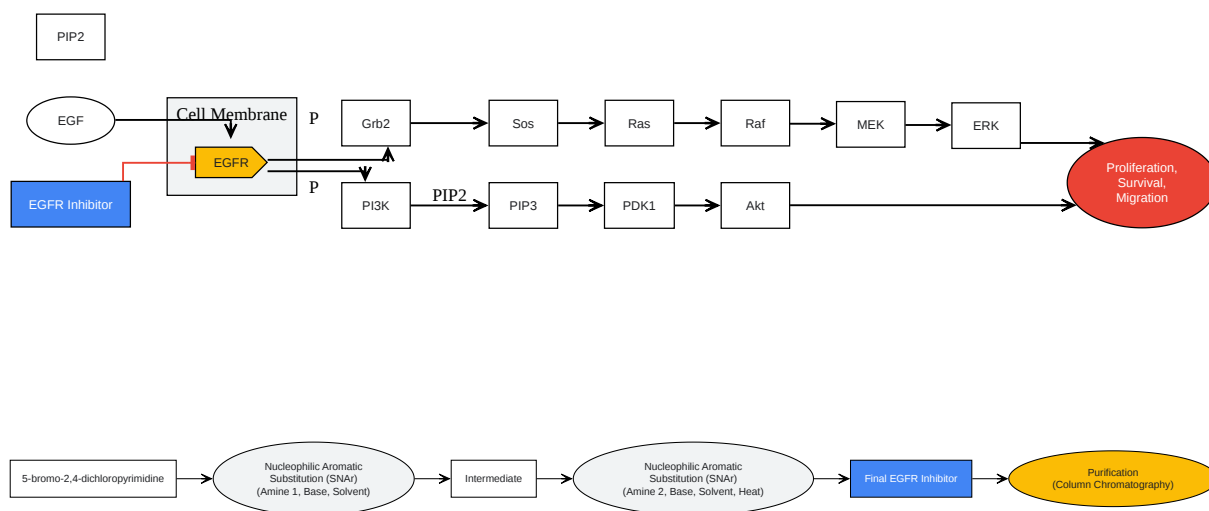 PIP2
EGF
Cell Membrane
EGFR
EGFR Inhibitor
P
P
Grb2
Sos
Ras
Raf
MEK
ERK
PI3K
PIP2
PIP3
PDK1
Akt
Proliferation,
Survival,
Migration
5-bromo-2,4-dichloropyrimidine
Nucleophilic Aromatic
Substitution (SNAr)
(Amine 1, Base, Solvent)
Intermediate
Nucleophilic Aromatic
Substitution (SNAr)
(Amine 2, Base, Solvent, Heat)
Final EGFR Inhibitor
Purification
(Column Chromatography)